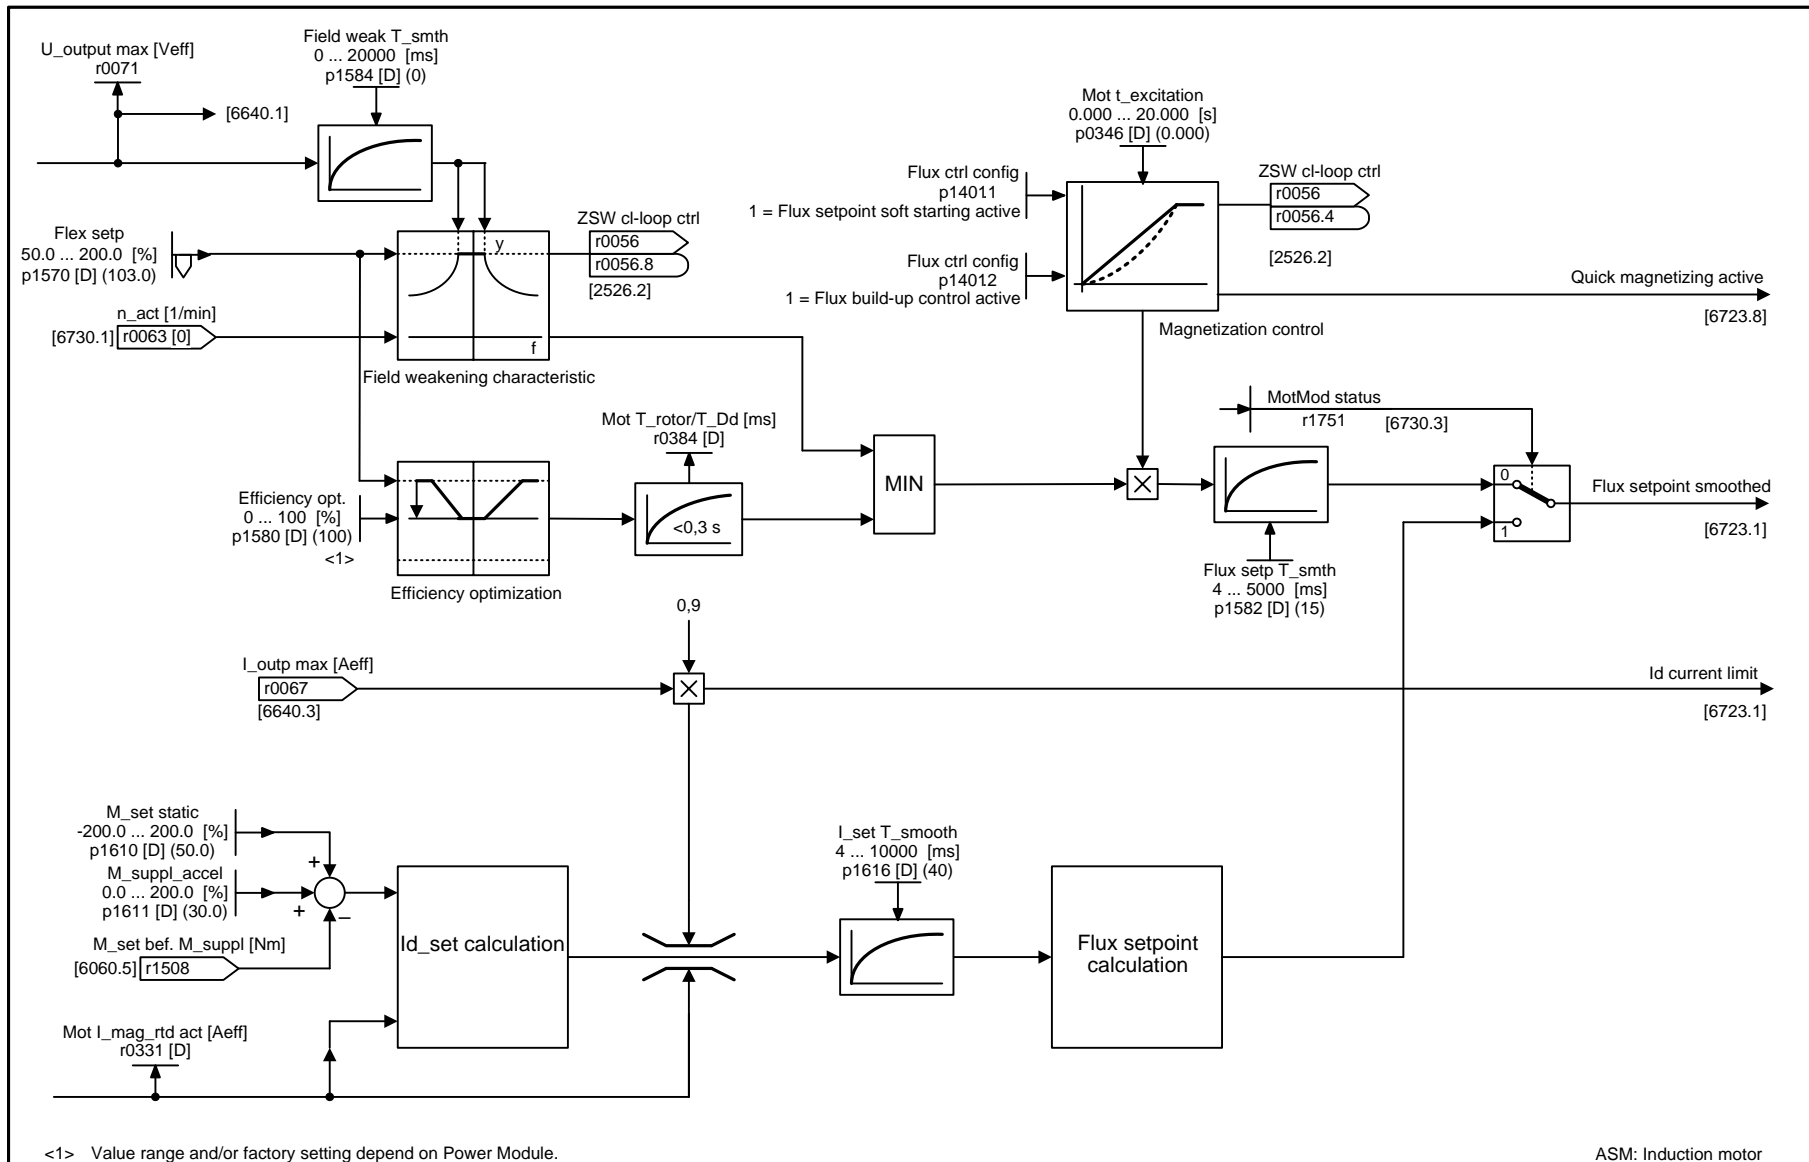 U_output max [Veff]
r0071
[6640.1]
Field weak T_smth
0 ... 20000 [ms]
p1584 [D] (0)
Flex setp
50.0 ... 200.0 [%]
p1570 [D] (103.0)
n_act [1/min]
[6730.1]
r0063 [0]
y
f
Field weakening characteristic
ZSW cl-loop ctrl
r0056
r0056.8
[2526.2]
Mot t_excitation
0.000 ... 20.000 [s]
p0346 [D] (0.000)
Flux ctrl config
p1401.1
1 = Flux setpoint soft starting active
Flux ctrl config
p1401.2
1 = Flux build-up control active
Magnetization control
ZSW cl-loop ctrl
r0056
r0056.4
[2526.2]
Quick magnetizing active
[6723.8]
Efficiency opt.
0 ... 100 [%]
p1580 [D] (100)
<1>
Efficiency optimization
Mot T_rotor/T_Dd [ms]
r0384 [D]
<0,3 s
MIN
MotMod status
r1751
[6730.3]
Flux setp T_smth
4 ... 5000 [ms]
p1582 [D] (15)
0
1
Flux setpoint smoothed
[6723.1]
0,9
I_outp max [Aeff]
r0067
[6640.3]
Id current limit
[6723.1]
M_set static
-200.0 ... 200.0 [%]
p1610 [D] (50.0)
M_suppl_accel
0.0 ... 200.0 [%]
p1611 [D] (30.0)
+
+
–
M_set bef. M_suppl [Nm]
[6060.5]
r1508
Id_set calculation
I_set T_smooth
4 ... 10000 [ms]
p1616 [D] (40)
Flux setpoint
calculation
Mot I_mag_rtd act [Aeff]
r0331 [D]
<1> Value range and/or factory setting depend on Power Module.
ASM: Induction motor